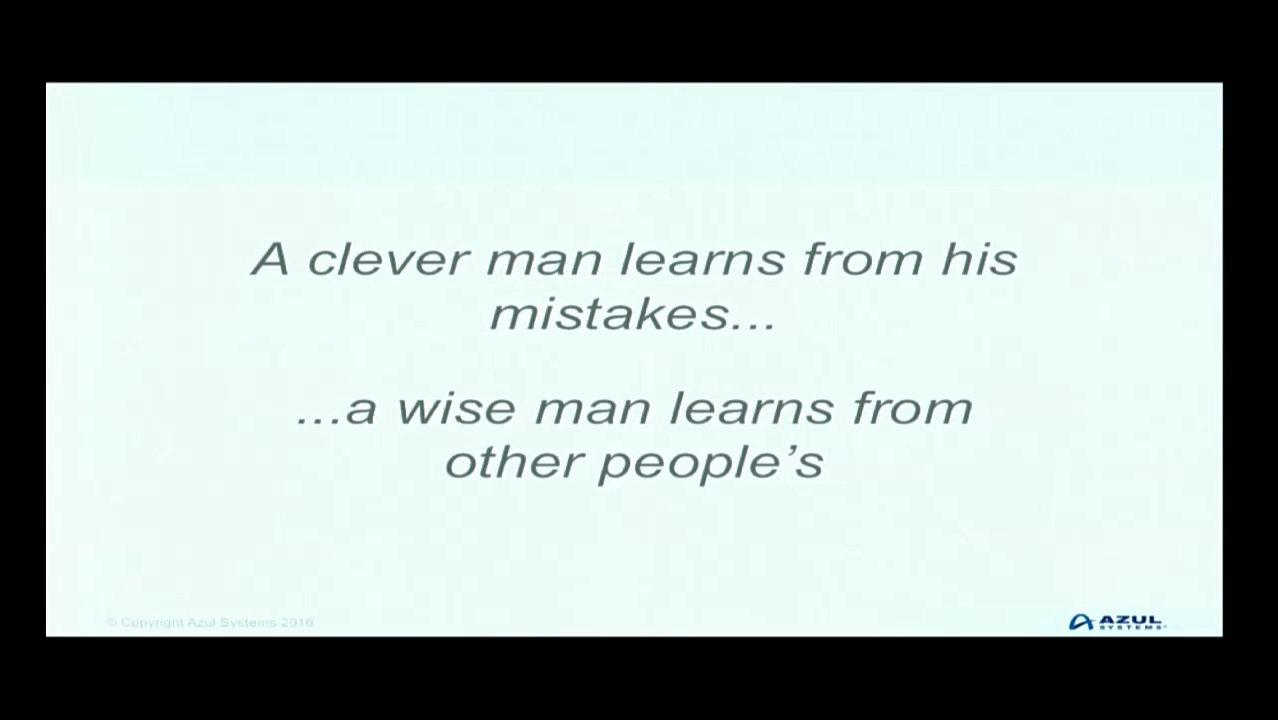 A clever man learns from his
mistakes...
...a wise man learns from
other people’s
© Copyright Azul Systems 2016
AZUL
SYSTEMS